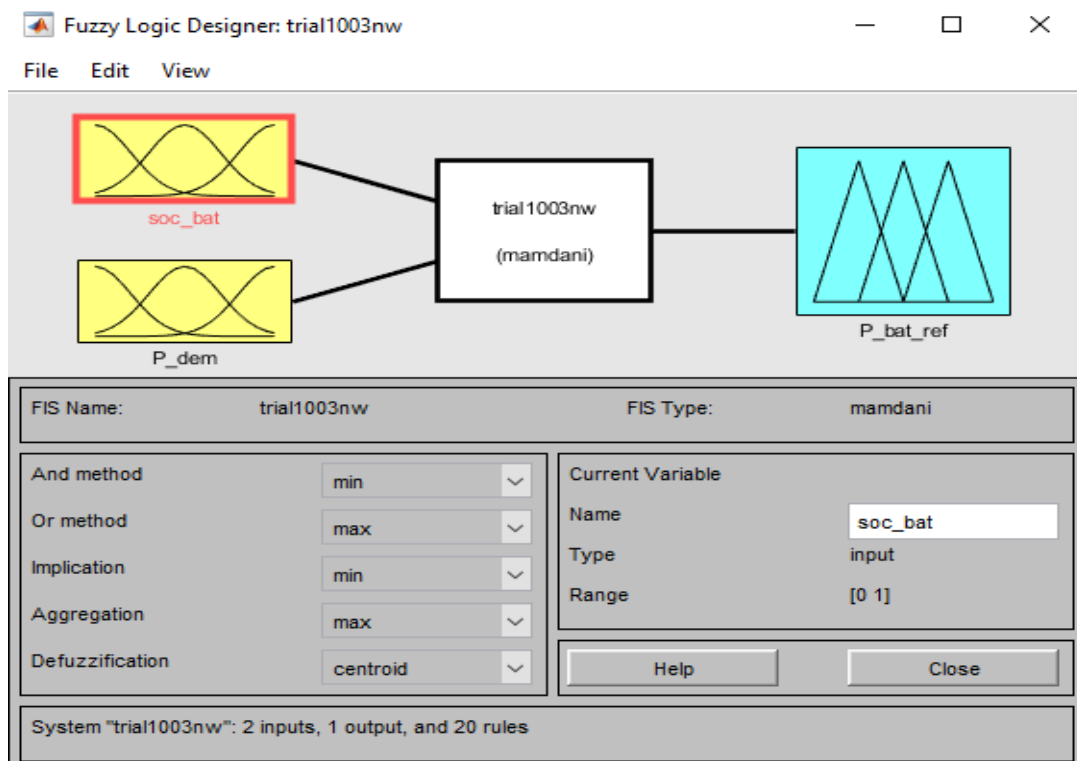 Fuzzy Logic Designer: trial1003nw
File Edit View
soc_bat
P_dem
trial1003nw
(mamdani)
P_bat_ref
FIS Name: trial1003nw FIS Type: mamdani
And method min
Or method max
Implication min
Aggregation max
Defuzzification centroid
Current Variable
Name soc_bat
Type input
Range [0 1]
Help Close
System "trial1003nw": 2 inputs, 1 output, and 20 rules